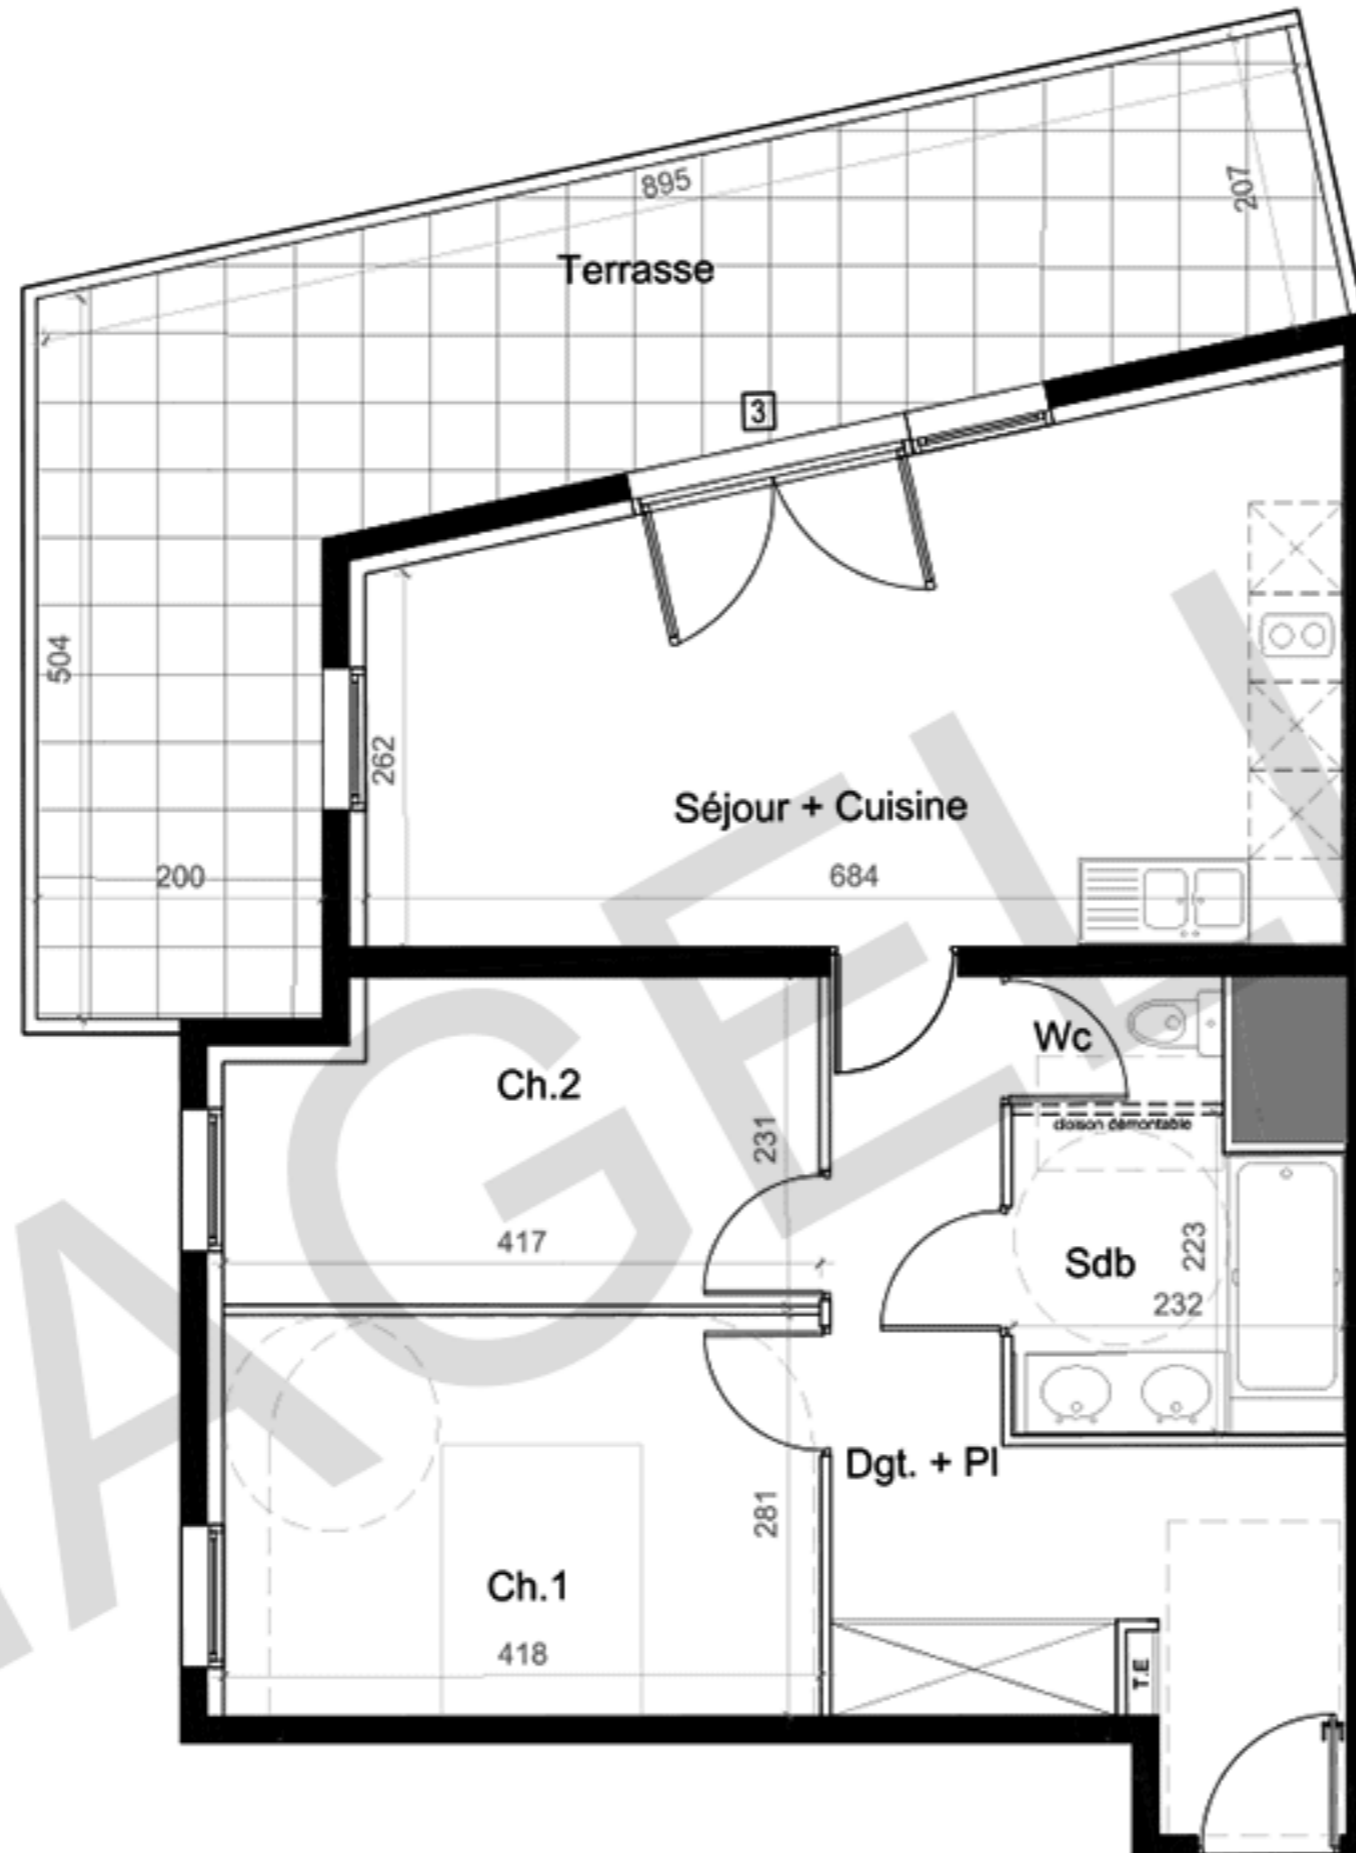 895
207
Terrasse
3
504
262
Séjour + Cuisine
200
684
Wc
Ch.2
cloison démontable
231
417
223
Sdb
232
Dgt. + Pl
281
Ch.1
418
T.E
AGEL